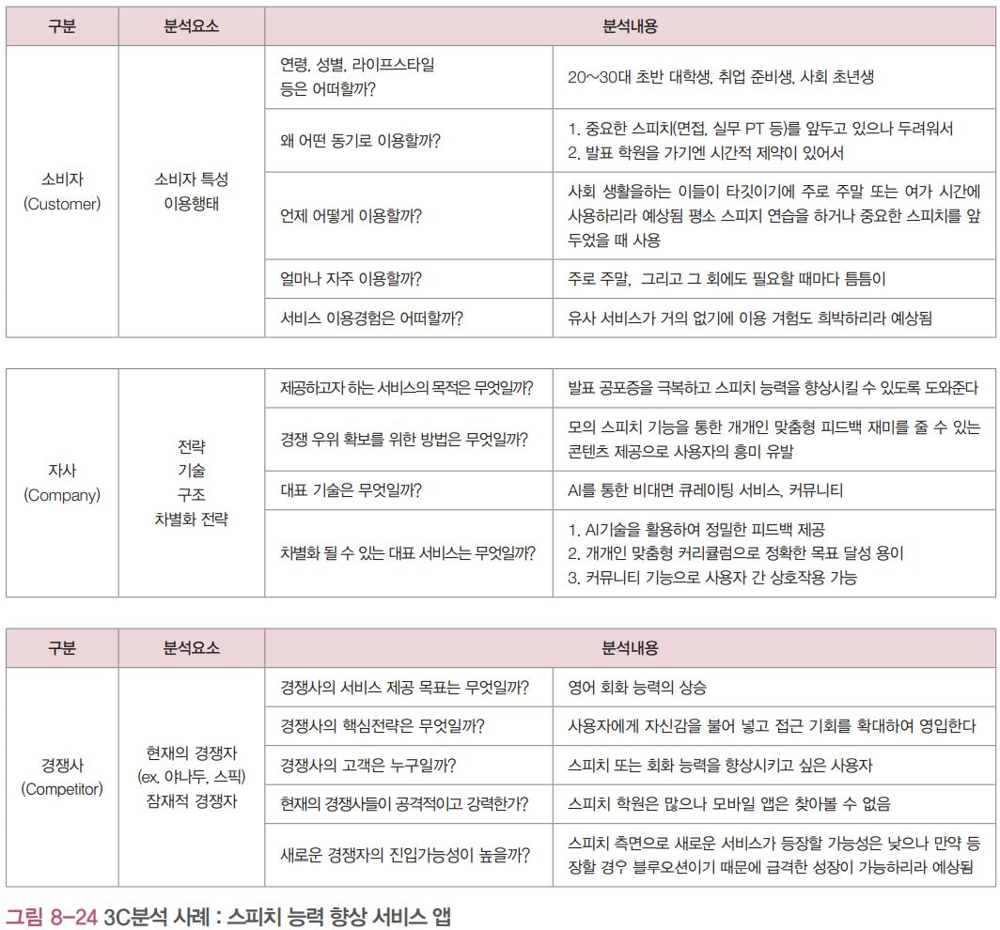 구분 분석요소 분석내용
소비자
(Customer)
소비자 특성
이용행태
연령, 성별, 라이프스타일
등은 어떠할까?
20~30대 초반 대학생, 취업 준비생, 사회 초년생
왜 어떤 동기로 이용할까?
1. 중요한 스피치(면접, 실무 PT 등)를 앞두고 있으나 두려워서
2. 발표 학원을 가기엔 시간적 제약이 있어서
언제 어떻게 이용할까?
사회 생활을하는 이들이 타깃이기에 주로 주말 또는 여가 시간에
사용하리라 예상됨 평소 스피지 연습을 하거나 중요한 스피치를 앞
두었을 때 사용
얼마나 자주 이용할까?
주로 주말, 그리고 그 회에도 필요할 때마다 틈틈이
서비스 이용경험은 어떠할까?
유사 서비스가 거의 없기에 이용 겨험도 희박하리라 예상됨
자사
(Company)
전략
기술
구조
차별화 전략
제공하고자 하는 서비스의 목적은 무엇일까?
발표 공포증을 극복하고 스피치 능력을 향상시킬 수 있도록 도와준다
경쟁 우위 확보를 위한 방법은 무엇일까?
모의 스피치 기능을 통한 개개인 맞춤형 피드백 재미를 줄 수 있는
콘텐츠 제공으로 사용자의 흥미 유발
대표 기술은 무엇일까?
AI를 통한 비대면 큐레이팅 서비스, 커뮤니티
차별화 될 수 있는 대표 서비스는 무엇일까?
1. AI기술을 활용하여 정밀한 피드백 제공
2. 개개인 맞춤형 커리큘럼으로 정확한 목표 달성 용이
3. 커뮤니티 기능으로 사용자 간 상호작용 가능
구분 분석요소 분석내용
경쟁사
(Competitor)
현재의 경쟁자
(ex. 야나두, 스픽)
잠재적 경쟁자
경쟁사의 서비스 제공 목표는 무엇일까?
영어 회화 능력의 상승
경쟁사의 핵심전략은 무엇일까?
사용자에게 자신감을 불어 넣고 접근 기회를 확대하여 영입한다
경쟁사의 고객은 누구일까?
스피치 또는 회화 능력을 향상시키고 싶은 사용자
현재의 경쟁사들이 공격적이고 강력한가?
스피치 학원은 많으나 모바일 앱은 찾아볼 수 없음
새로운 경쟁자의 진입가능성이 높을까?
스피치 측면으로 새로운 서비스가 등장할 가능성은 낮으나 만약 등
장할 경우 블루오션이기 때문에 급격한 성장이 가능하리라 예상됨
그림 8-24 3C분석 사례 : 스피치 능력 향상 서비스 앱